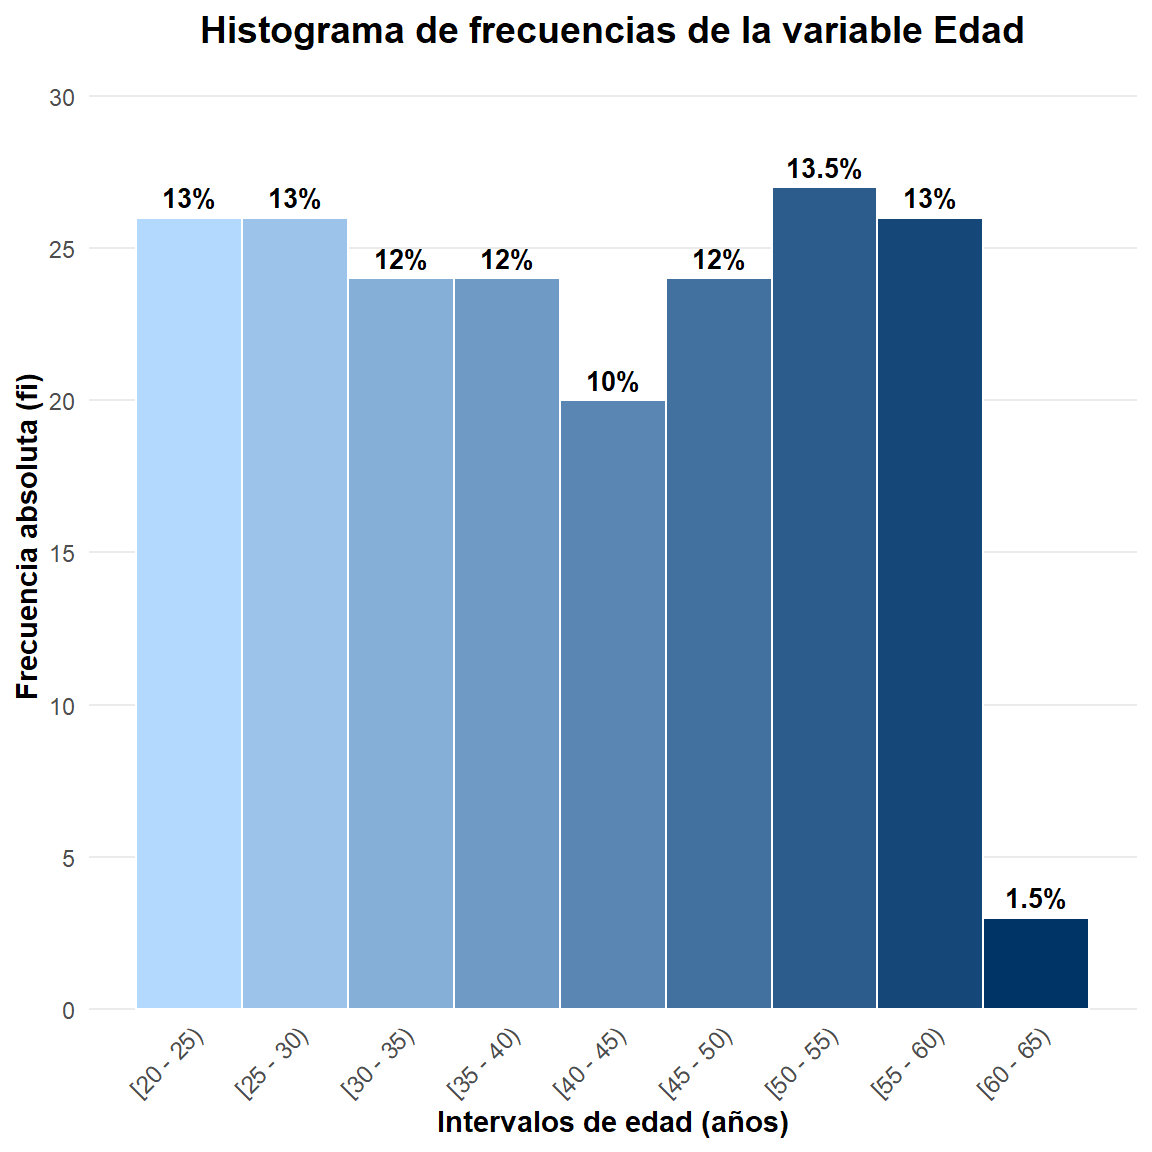 Histograma de frecuencias de la variable Edad
30
25
20
15
10
5
0
Frecuencia absoluta (fi)
13%
13%
12%
12%
10%
12%
13.5%
13%
1.5%
[20 - 25)
[25 - 30)
[30 - 35)
[35 - 40)
[40 - 45)
[45 - 50)
[50 - 55)
[55 - 60)
[60 - 65)
Intervalos de edad (años)